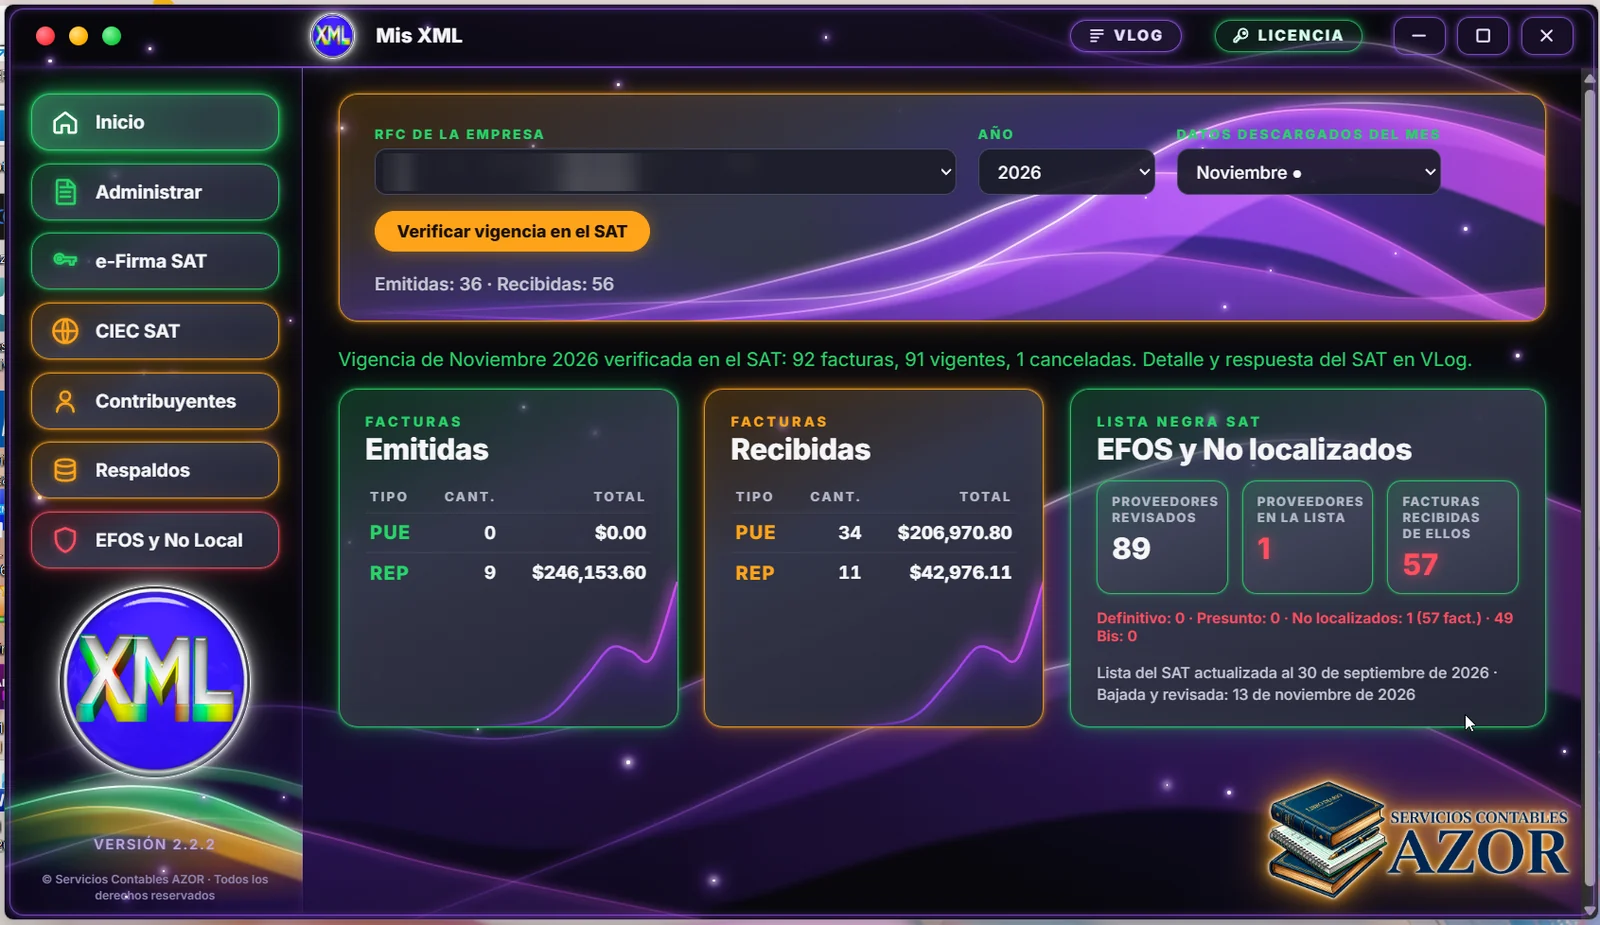 XML
Mis XML
VLOG
LICENCIA
Inicio
Administrar
e-Firma SAT
CIEC SAT
Contribuyentes
Respaldos
EFOS y No Local
XML
VERSIÓN 2.2.2
© Servicios Contables AZOR · Todos los
derechos reservados
RFC DE LA EMPRESA
AÑO
DATOS DESCARGADOS DEL MES
2026
Noviembre ●
Verificar vigencia en el SAT
Emitidas: 36 · Recibidas: 56
Vigencia de Noviembre 2026 verificada en el SAT: 92 facturas, 91 vigentes, 1 canceladas. Detalle y respuesta del SAT en VLog.
FACTURAS
Emitidas
TIPO CANT. TOTAL
PUE 0 $0.00
REP 9 $246,153.60
FACTURAS
Recibidas
TIPO CANT. TOTAL
PUE 34 $206,970.80
REP 11 $42,976.11
LISTA NEGRA SAT
EFOS y No localizados
PROVEEDORES
REVISADOS
89
PROVEEDORES
EN LA LISTA
1
FACTURAS
RECIBIDAS
DE ELLOS
57
Definitivo: 0 · Presunto: 0 · No localizados: 1 (57 fact.) · 49
Bis: 0
Lista del SAT actualizada al 30 de septiembre de 2026 ·
Bajada y revisada: 13 de noviembre de 2026
LIBRO DIARIO
SERVICIOS CONTABLES
AZOR